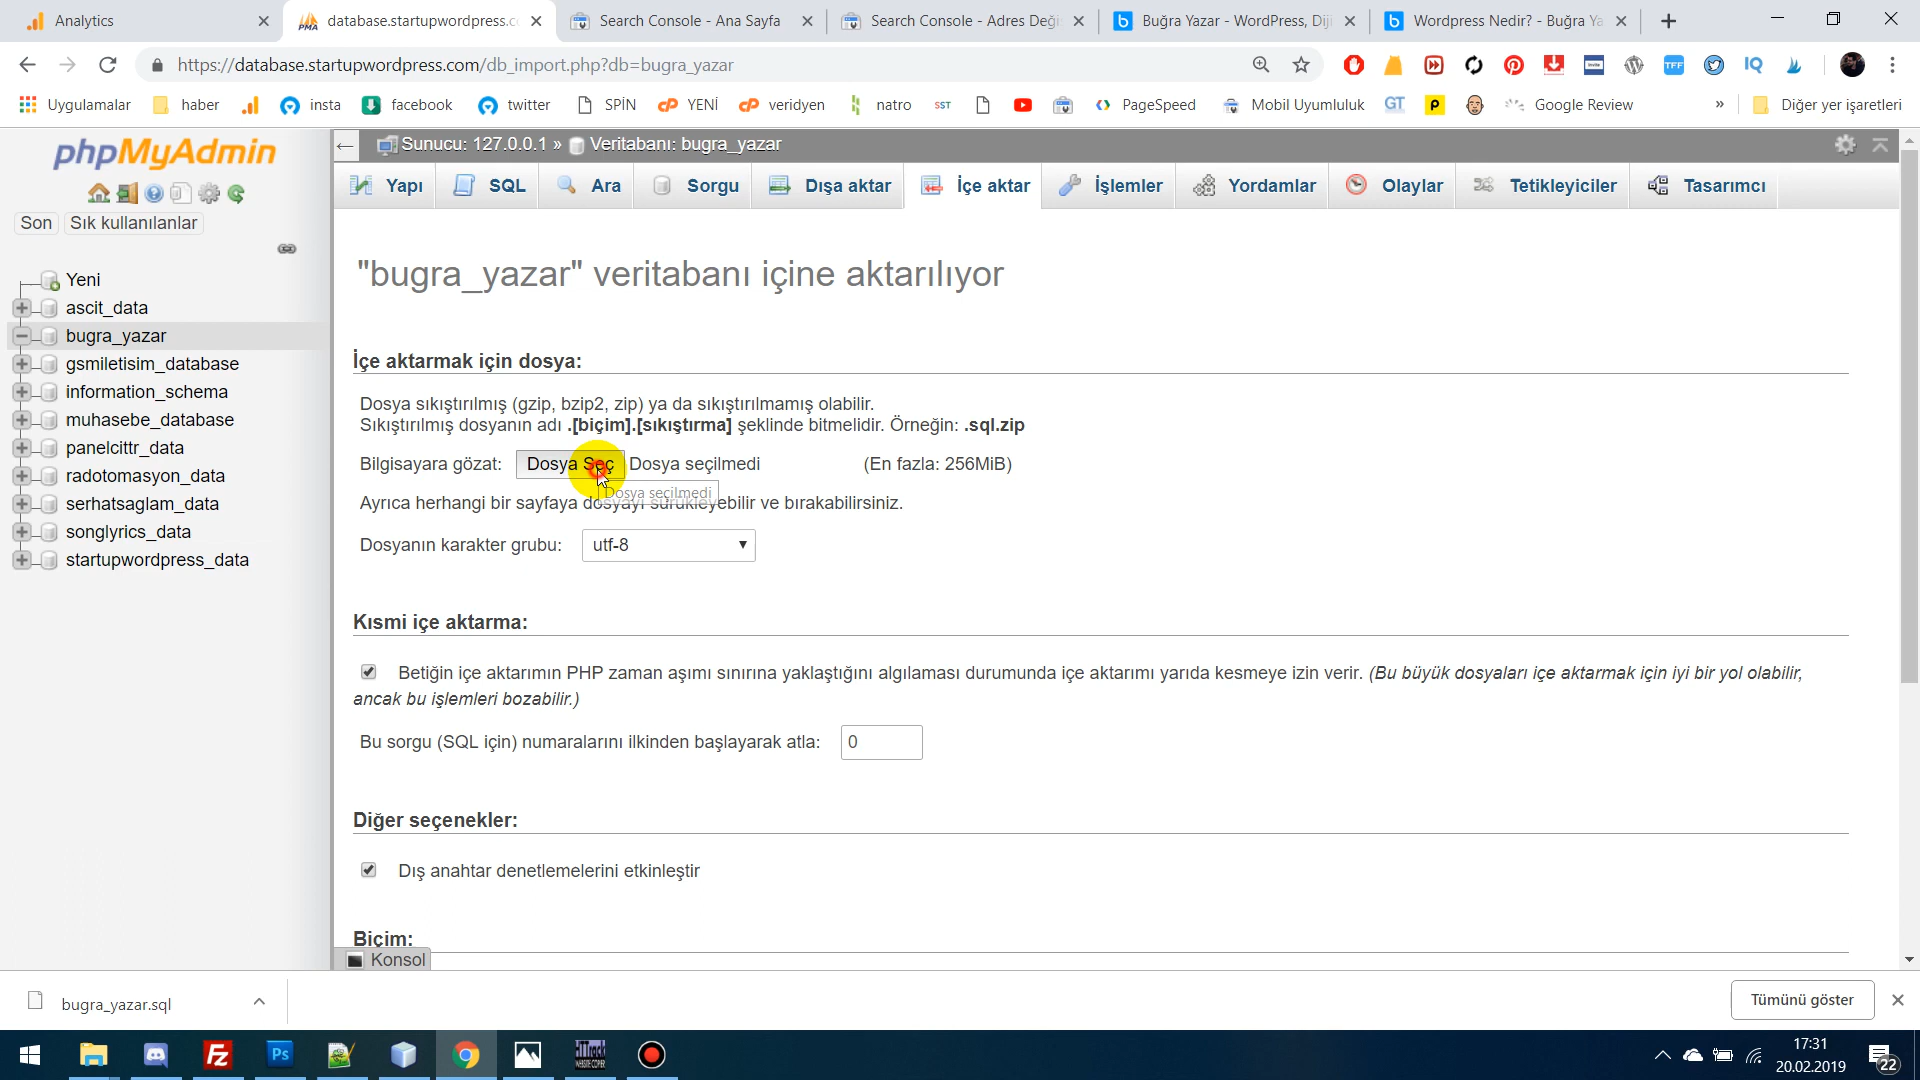 Analytics
database.startupwordpress.c
Search Console - Ana Sayfa
Search Console - Adres Deği
Buğra Yazar - WordPress, Diji
Wordpress Nedir? - Buğra Ya
https://database.startupwordpress.com/db_import.php?db=bugra_yazar
Uygulamalar
haber
insta
facebook
twitter
SPİN
YENİ
veridyen
natro
SST
PageSpeed
Mobil Uyumluluk
GT
Google Review
»
Diğer yer işaretleri
TFF
IQ
phpMyAdmin
Son
Sık kullanılanlar
Yeni
ascit_data
bugra_yazar
gsmiletisim_database
information_schema
muhasebe_database
panelcittr_data
radotomasyon_data
serhatsaglam_data
songlyrics_data
startupwordpress_data
Sunucu: 127.0.0.1 » Veritabanı: bugra_yazar
Yapı
SQL
Ara
Sorgu
Dışa aktar
İçe aktar
İşlemler
Yordamlar
Olaylar
Tetikleyiciler
Tasarımcı
"bugra_yazar" veritabanı içine aktarılıyor
İçe aktarmak için dosya:
Dosya sıkıştırılmış (gzip, bzip2, zip) ya da sıkıştırılmamış olabilir.
Sıkıştırılmış dosyanın adı .[biçim].[sıkıştırma] şeklinde bitmelidir. Örneğin: .sql.zip
Bilgisayara gözat: Dosya Seç Dosya seçilmedi (En fazla: 256MiB)
Dosya seçilmedi
Ayrıca herhangi bir sayfaya dosyayı sürükleyebilir ve bırakabilirsiniz.
Dosyanın karakter grubu: utf-8
Kısmi içe aktarma:
Betiğin içe aktarımın PHP zaman aşımı sınırına yaklaştığını algılaması durumunda içe aktarımı yarıda kesmeye izin verir. (Bu büyük dosyaları içe aktarmak için iyi bir yol olabilir,
ancak bu işlemleri bozabilir.)
Bu sorgu (SQL için) numaralarını ilkinden başlayarak atla: 0
Diğer seçenekler:
Dış anahtar denetlemelerini etkinleştir
Biçim:
Konsol
bugra_yazar.sql
Tümünü göster
17:31
20.02.2019
22